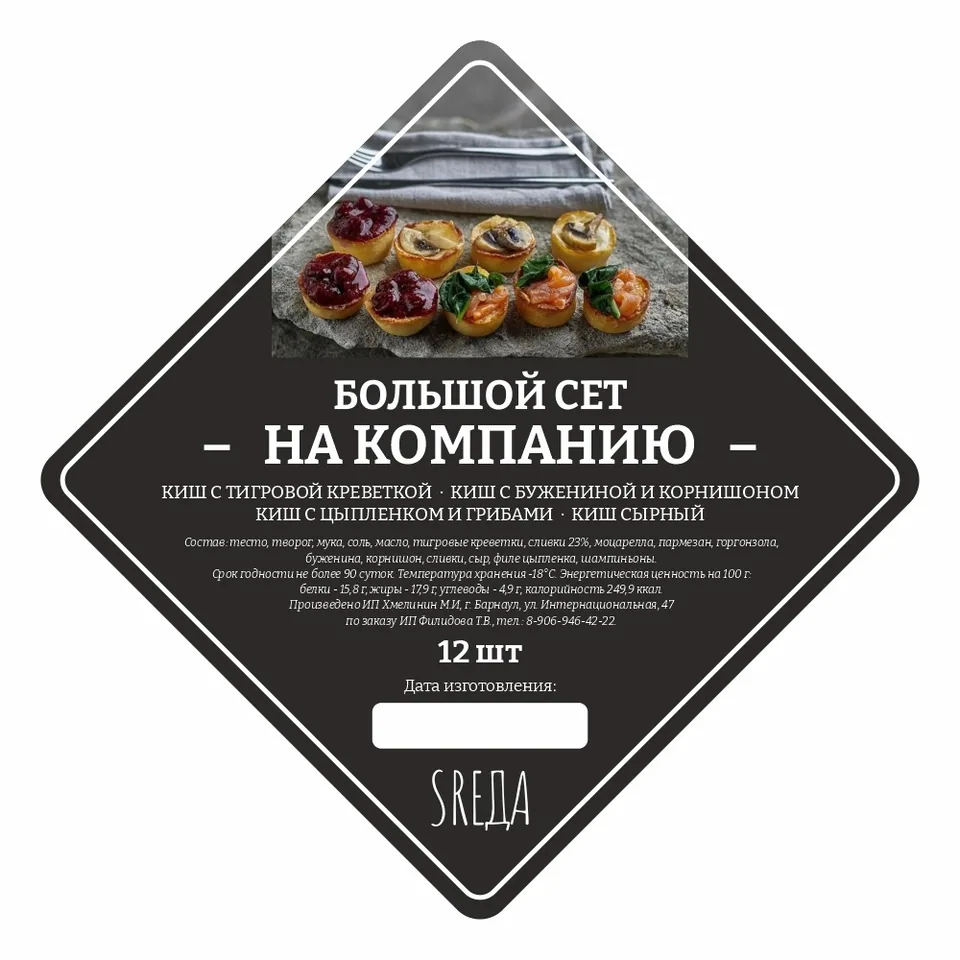 БОЛЬШОЙ СЕТ
– НА КОМПАНИЮ –
КИШ С ТИГРОВОЙ КРЕВЕТКОЙ · КИШ С БУЖЕНИНОЙ И КОРНИШОНОМ
КИШ С ЦЫПЛЕНКОМ И ГРИБАМИ · КИШ СЫРНЫЙ
Состав: тесто, творог, мука, соль, масло, тигровые креветки, сливки 23%, моцарелла, пармезан, горгонзола,
буженина, корнишон, сливки, сыр, филе цыпленка, шампиньоны.
Срок годности не более 90 суток. Температура хранения -18°С. Энергетическая ценность на 100 г:
белки - 15,8 г, жиры - 17,9 г, углеводы - 4,9 г, калорийность 249,9 ккал.
Произведено ИП Хмелинин М.И, г. Барнаул, ул. Интернациональная, 47
по заказу ИП Филидова Т.В., тел.: 8-906-946-42-22.
12 шт
Дата изготовления:
SREДА